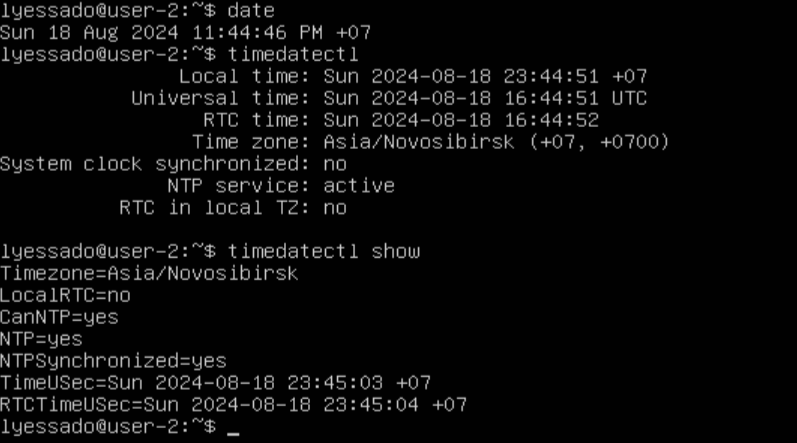 lyessado@user-2:~$ date
Sun 18 Aug 2024 11:44:46 PM +07
lyessado@user-2:~$ timedatectl
Local time: Sun 2024-08-18 23:44:51 +07
Universal time: Sun 2024-08-18 16:44:51 UTC
RTC time: Sun 2024-08-18 16:44:52
Time zone: Asia/Novosibirsk (+07, +0700)
System clock synchronized: no
NTP service: active
RTC in local TZ: no
lyessado@user-2:~$ timedatectl show
Timezone=Asia/Novosibirsk
LocalRTC=no
CanNTP=yes
NTP=yes
NTPSynchronized=yes
TimeUSec=Sun 2024-08-18 23:45:03 +07
RTCTimeUSec=Sun 2024-08-18 23:45:04 +07
lyessado@user-2:~$ _